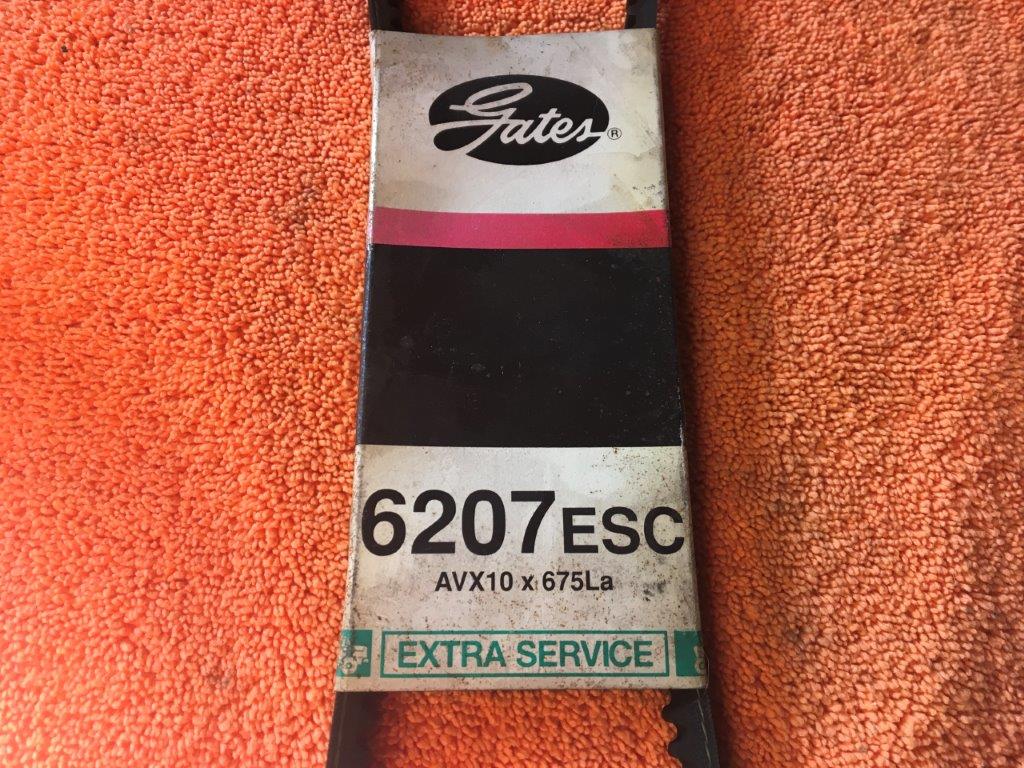 Gates®
6207ESC
AVX10 x 675La
EXTRA SERVICE